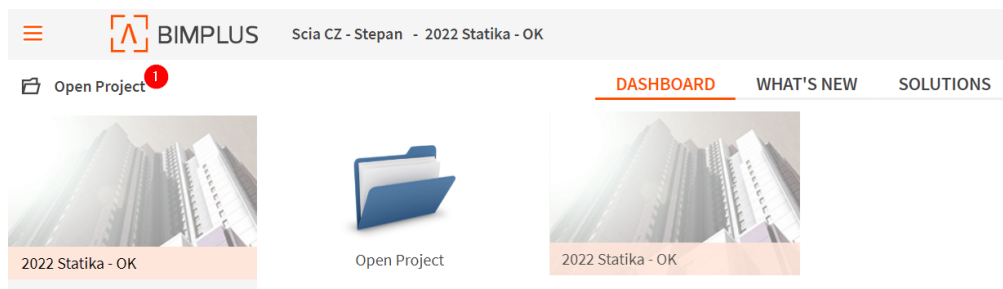 BIMPLUS Scia CZ - Stepan - 2022 Statika - OK
Open Project 1 DASHBOARD WHAT'S NEW SOLUTIONS
2022 Statika - OK Open Project 2022 Statika - OK